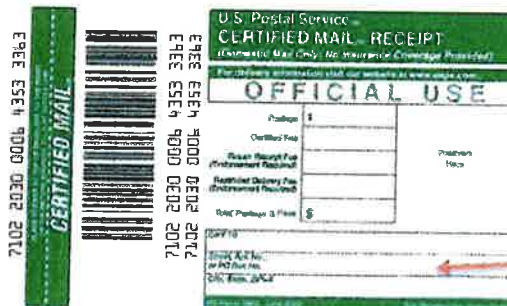 7102 2030 0006 4353 3363
CERTIFIED MAIL
7102 2030 0006 4353 3363
7102 2030 0006 4353 3363
U.S. Postal Service
CERTIFIED MAIL RECEIPT
(Domestic Mail Only; No Insurance Coverage Provided)
For delivery information visit our website at www.usps.com
OFFICIAL USE
Postage $
Certified Fee
Return Receipt Fee
(Endorsement Required)
Restricted Delivery Fee
(Endorsement Required)
Total Postage & Fees $
Postmark
Here
Sent To
Street, Apt. No.;
or PO Box No.
City, State, ZIP+4